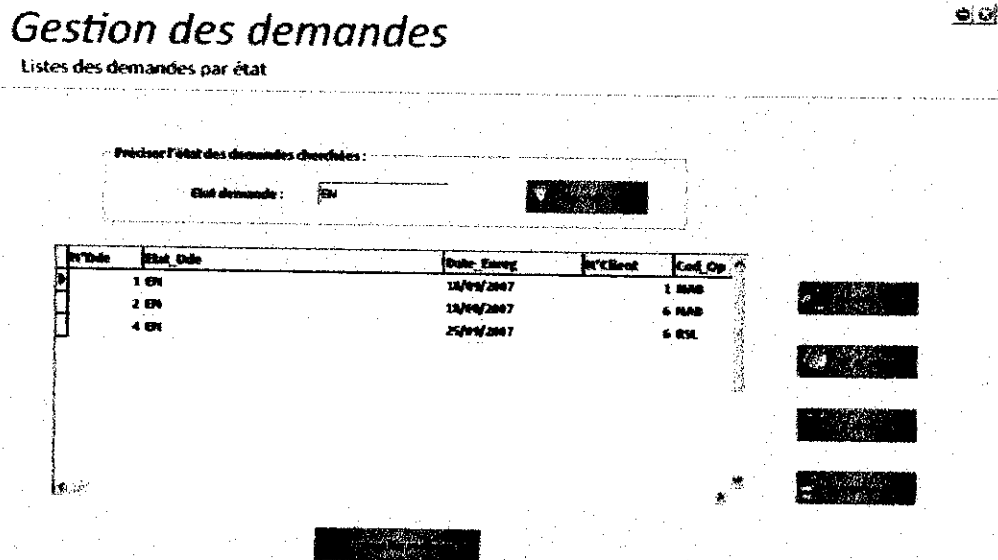 Gestion des demandes
Listes des demandes par état
Préciser l'état des demandes cherchées :
Etat demande : EN
N°Dde Etat_Dde Date_Enreg N°Client Cod_Op
1 EN 18/09/2007 1 MAB
2 EN 18/09/2007 6 MAB
4 EN 25/09/2007 6 RSL